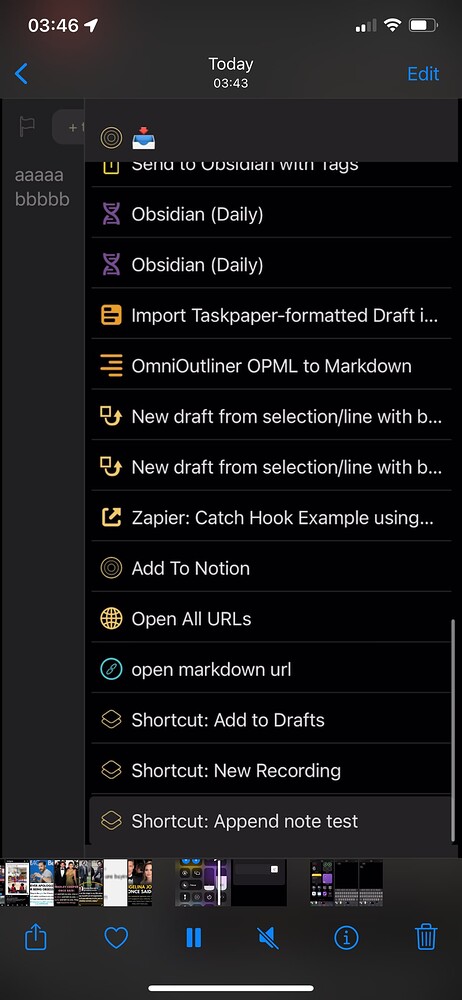 03:46
Today
03:43
Edit
aaaaa
bbbbb
Send to Obsidian with Tags
Obsidian (Daily)
Obsidian (Daily)
Import Taskpaper-formatted Draft i...
OmniOutliner OPML to Markdown
New draft from selection/line with b...
New draft from selection/line with b...
Zapier: Catch Hook Example using...
Add To Notion
Open All URLs
open markdown url
Shortcut: Add to Drafts
Shortcut: New Recording
Shortcut: Append note test